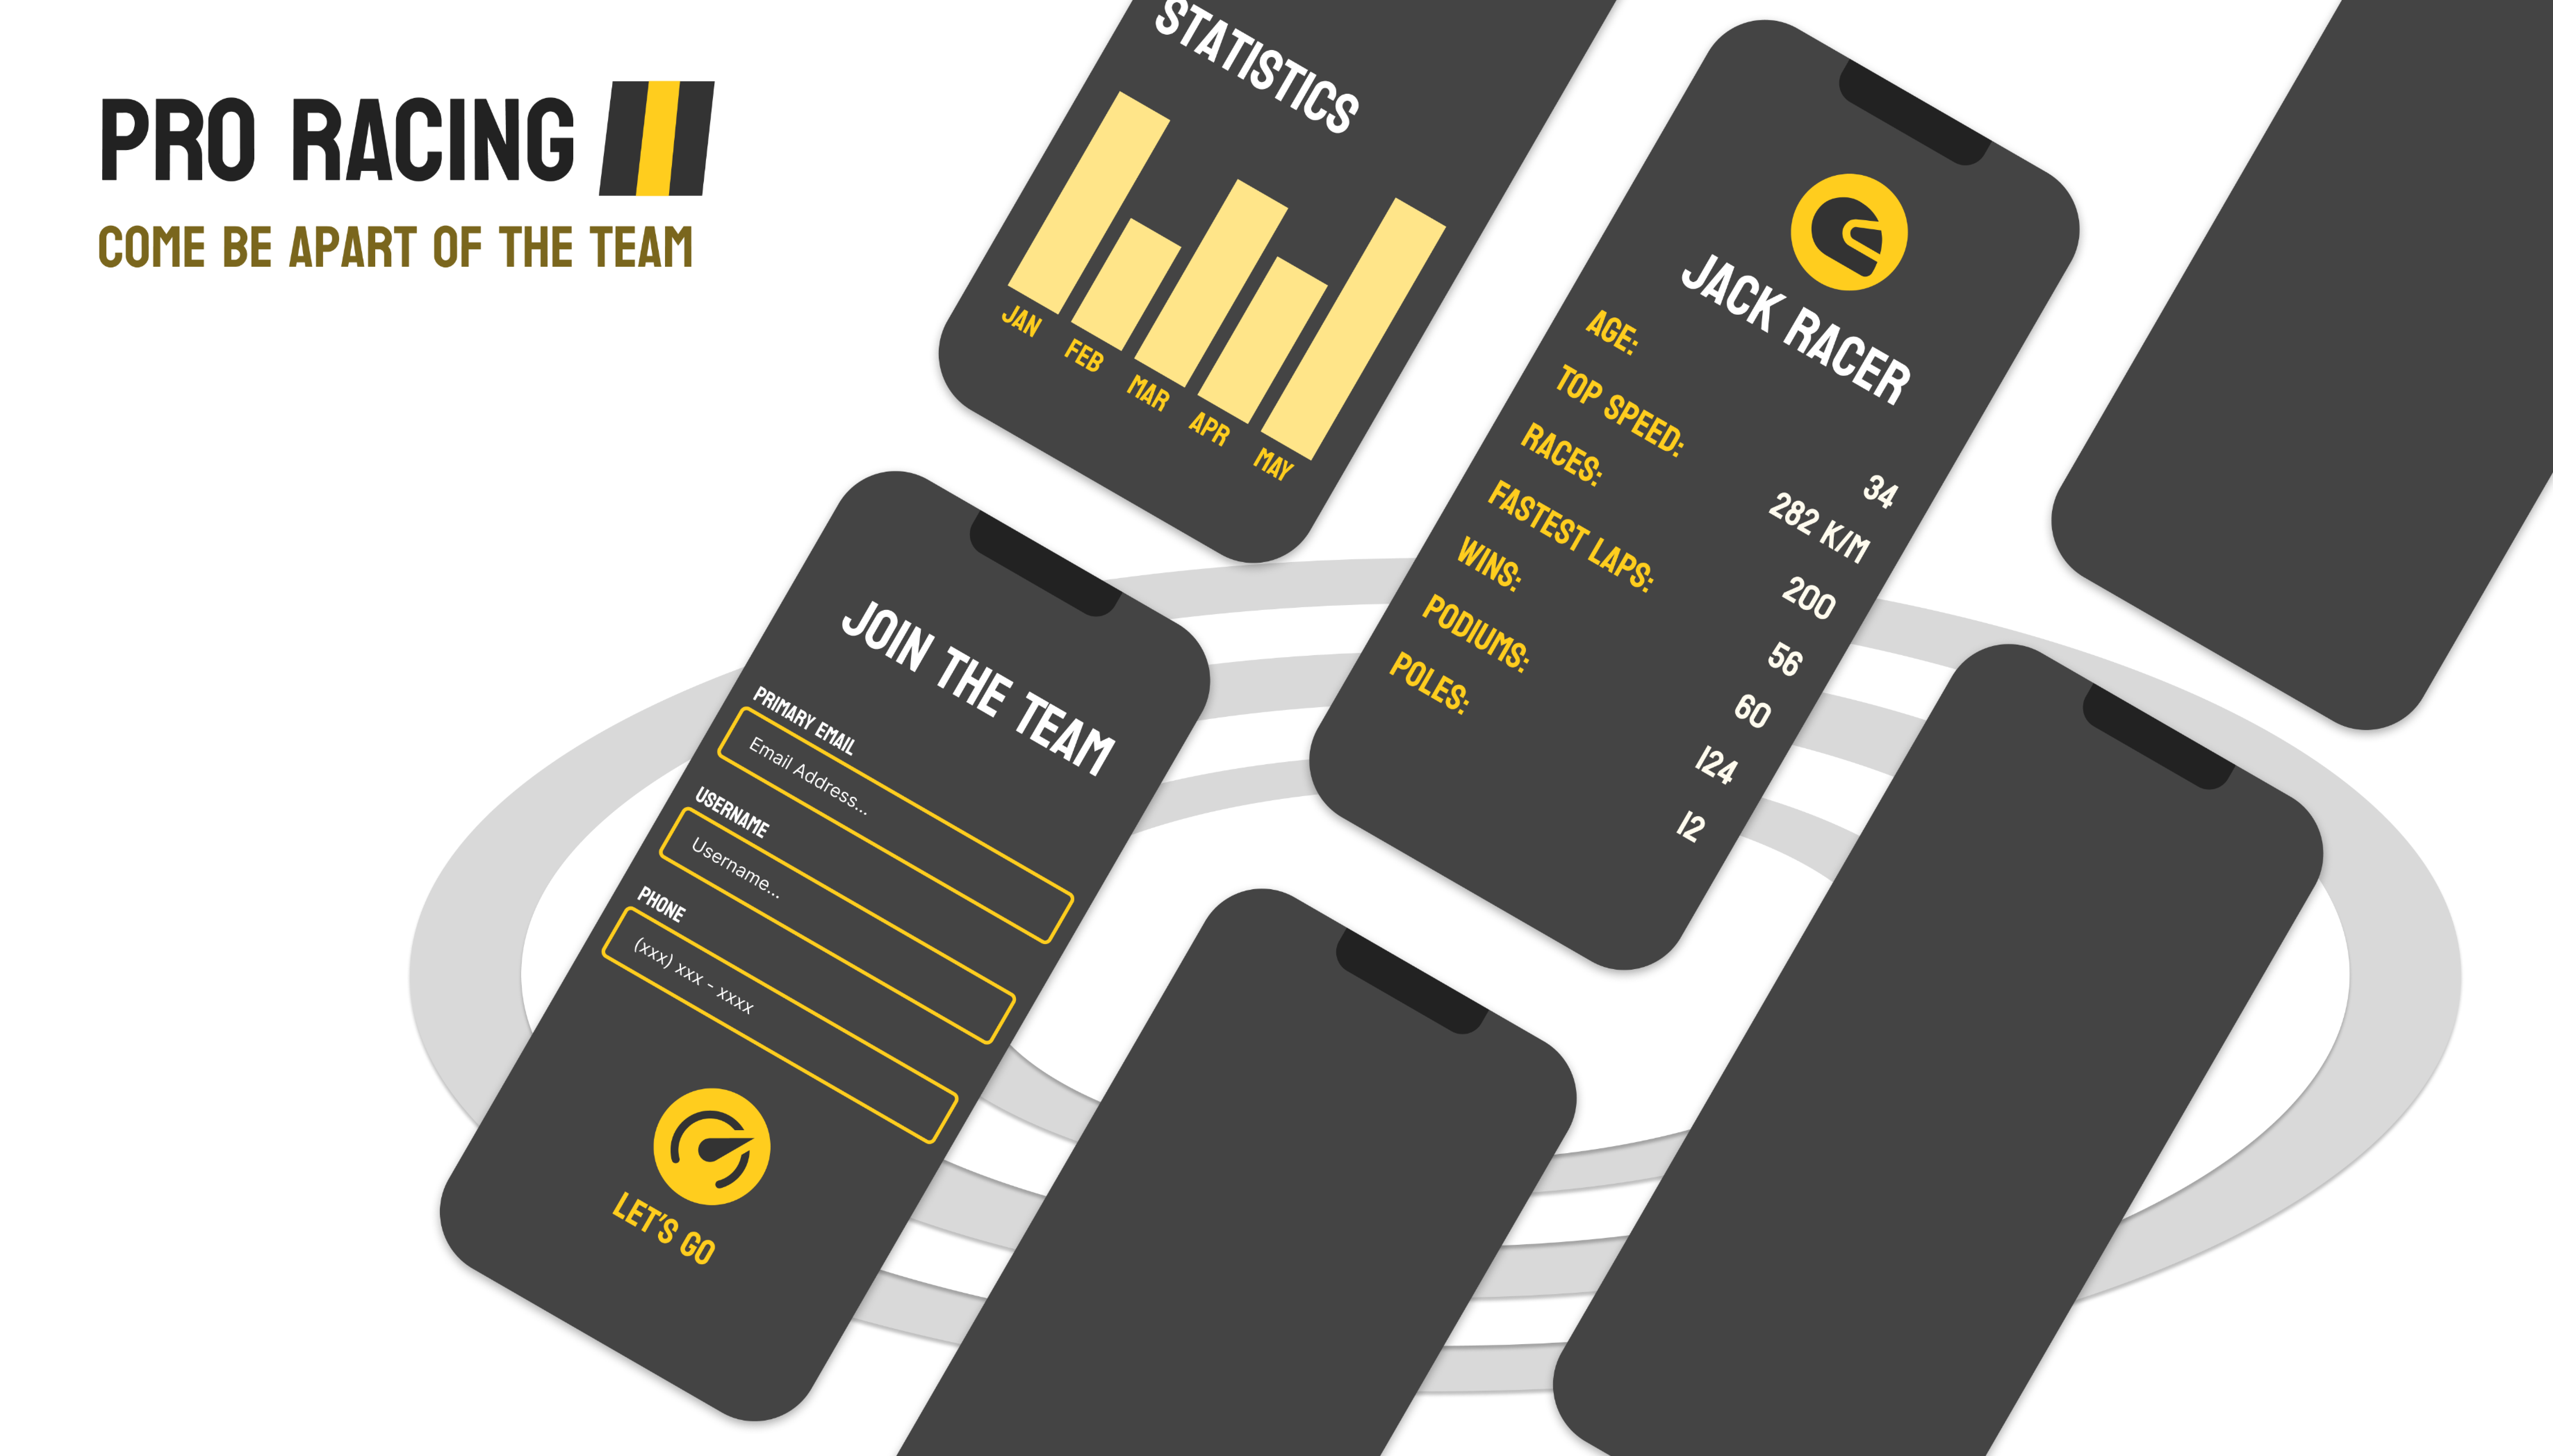 PRO RACING
COME BE APART OF THE TEAM
STATISTICS
JAN
FEB
MAR
APR
MAY
JACK RACER
AGE: 34
TOP SPEED: 282 K/M
RACES: 200
FASTEST LAPS: 56
WINS: 60
PODIUMS: 124
POLES: 12
JOIN THE TEAM
PRIMARY EMAIL
Email Address...
USERNAME
Username...
PHONE
(xxx) xxx - xxxx
LET'S GO